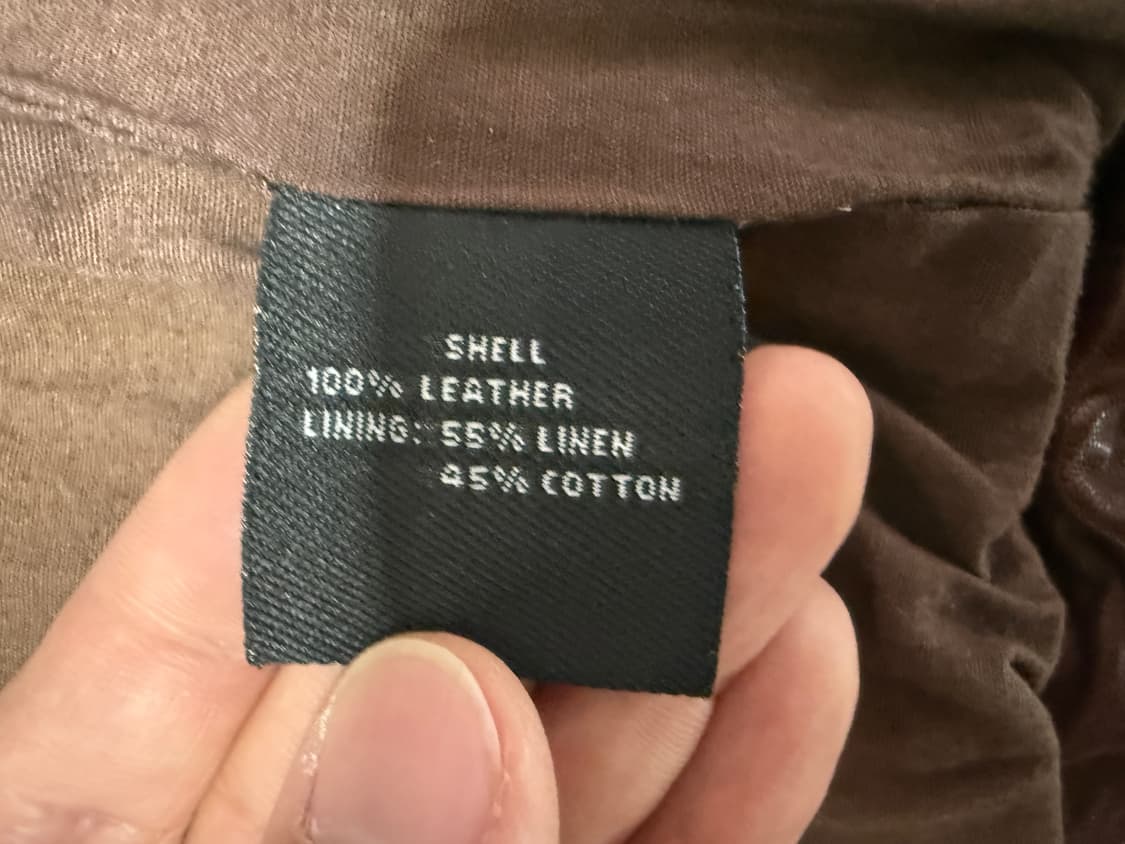 SHELL
100% LEATHER
LINING: 55% LINEN
45% COTTON